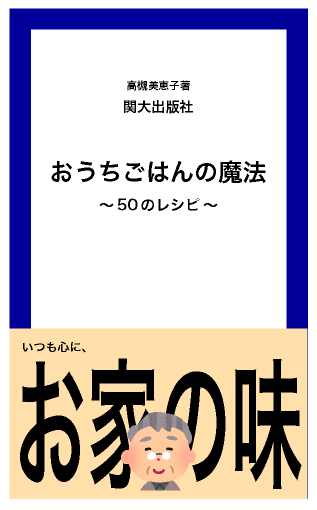 高槻美恵子著
関大出版社
おうちごはんの魔法
～50のレシピ～
いつも心に、
お家の味